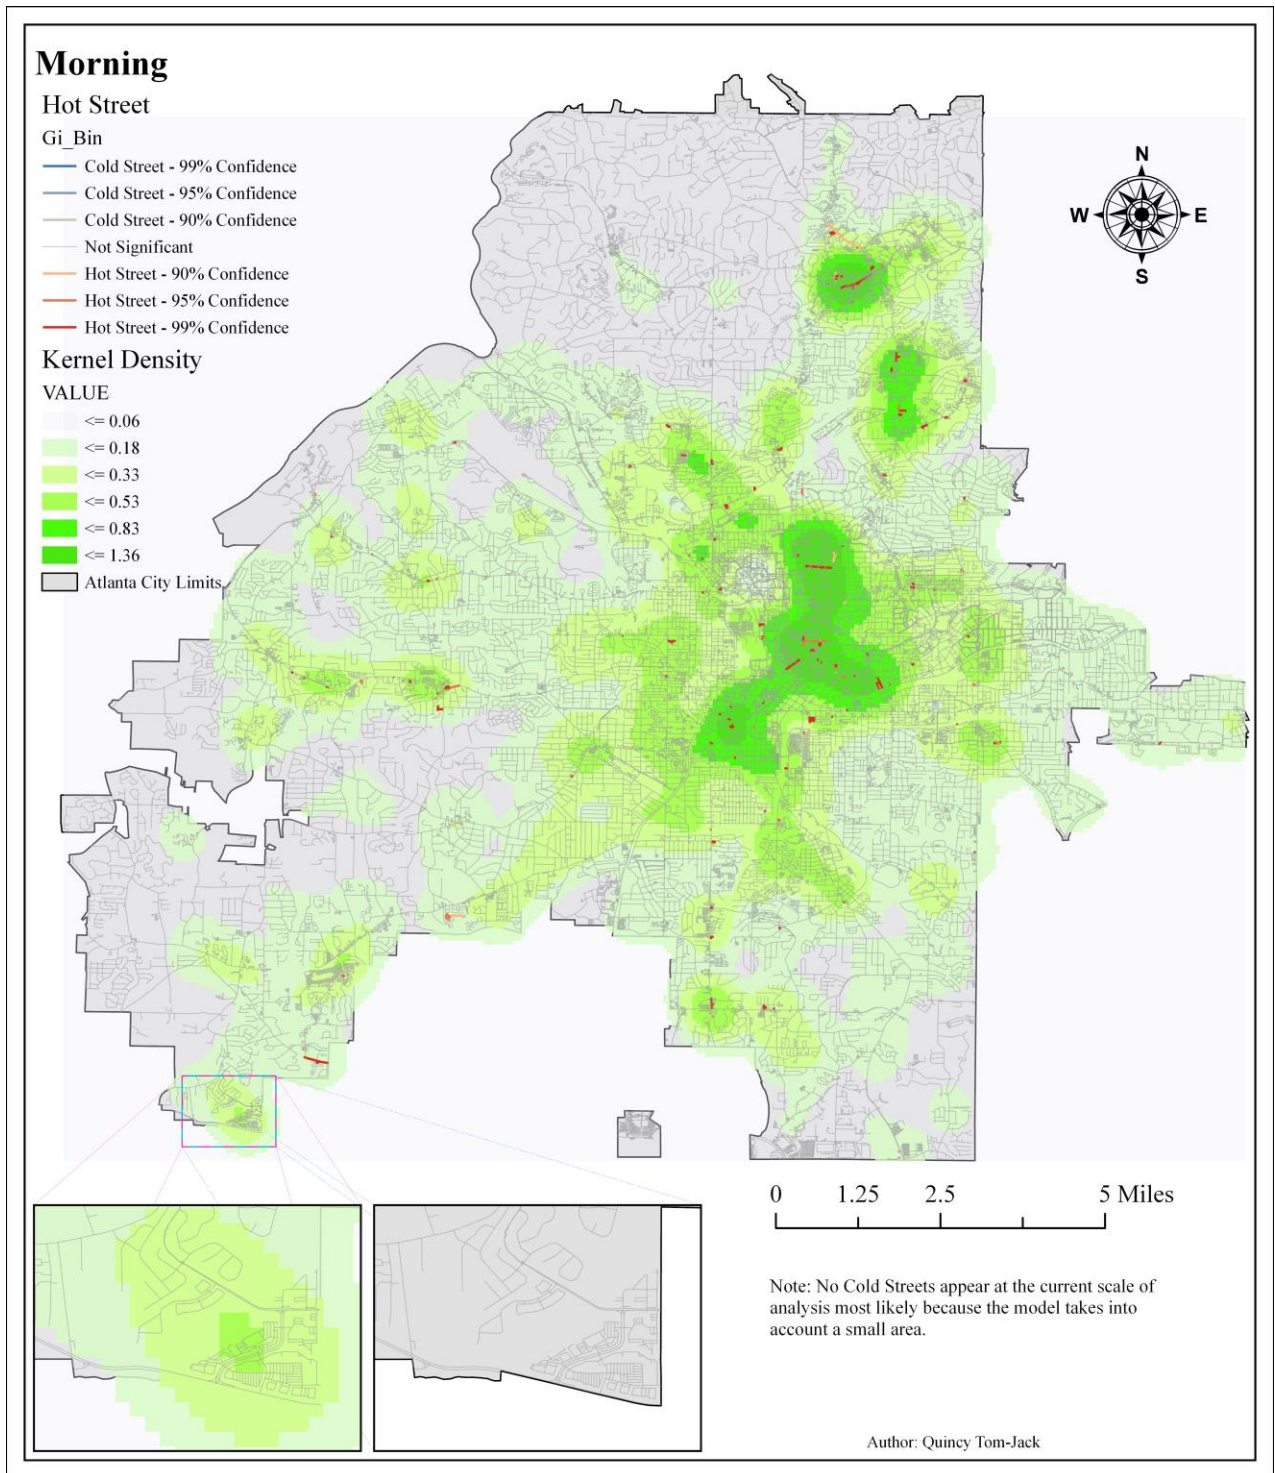 Morning
Hot Street
Gi_Bin
Cold Street - 99% Confidence
Cold Street - 95% Confidence
Cold Street - 90% Confidence
Not Significant
Hot Street - 90% Confidence
Hot Street - 95% Confidence
Hot Street - 99% Confidence
Kernel Density
VALUE
<= 0.06
<= 0.18
<= 0.33
<= 0.53
<= 0.83
<= 1.36
Atlanta City Limits
N
W E
S
0 1.25 2.5 5 Miles
Note: No Cold Streets appear at the current scale of
analysis most likely because the model takes into
account a small area.
Author: Quincy Tom-Jack